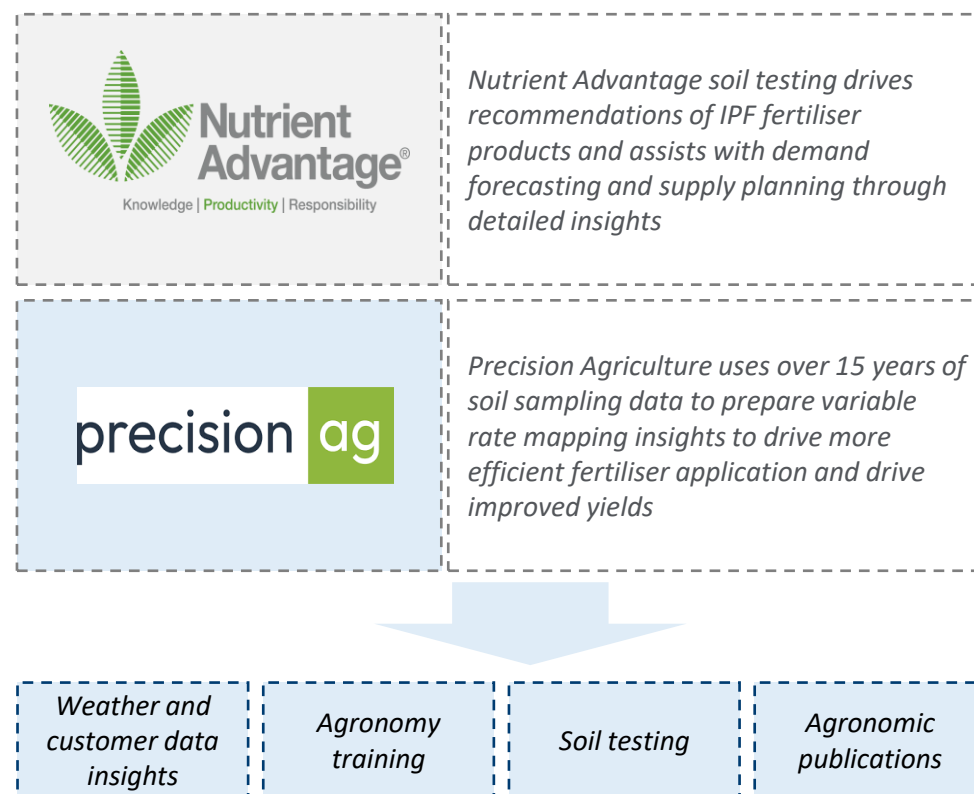 Nutrient
Advantage®
Knowledge | Productivity | Responsibility
Nutrient Advantage soil testing drives
recommendations of IPF fertiliser
products and assists with demand
forecasting and supply planning through
detailed insights
precision ag
Precision Agriculture uses over 15 years of
soil sampling data to prepare variable
rate mapping insights to drive more
efficient fertiliser application and drive
improved yields
Weather and
customer data
insights
Agronomy
training
Soil testing
Agronomic
publications